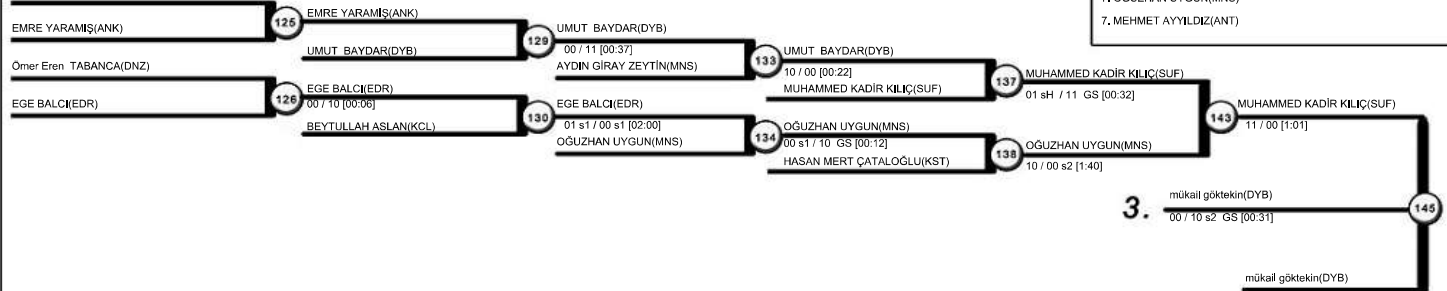 EMRE YARAMIŞ(ANK)
125
EMRE YARAMIŞ(ANK)
UMUT BAYDAR(DYB)
129
UMUT BAYDAR(DYB)
00 / 11 [00:37]
AYDIN GİRAY ZEYTİN(MNS)
133
UMUT BAYDAR(DYB)
10 / 00 [00:22]
MUHAMMED KADİR KILIÇ(SUF)
137
MUHAMMED KADİR KILIÇ(SUF)
01 sH / 11 GS [00:32]
7. MEHMET AYYILDIZ(ANT)
Ömer Eren TABANCA(DNZ)
EGE BALCI(EDR)
126
EGE BALCI(EDR)
00 / 10 [00:06]
BEYTULLAH ASLAN(KCL)
130
EGE BALCI(EDR)
01 s1 / 00 s1 [02:00]
OĞUZHAN UYGUN(MNS)
134
OĞUZHAN UYGUN(MNS)
00 s1 / 10 GS [00:12]
HASAN MERT ÇATALOĞLU(KST)
138
OĞUZHAN UYGUN(MNS)
10 / 00 s2 [1:40]
143
MUHAMMED KADİR KILIÇ(SUF)
11 / 00 [1:01]
3.
mükail göktekin(DYB)
00 / 10 s2 GS [00:31]
145
mükail göktekin(DYB)